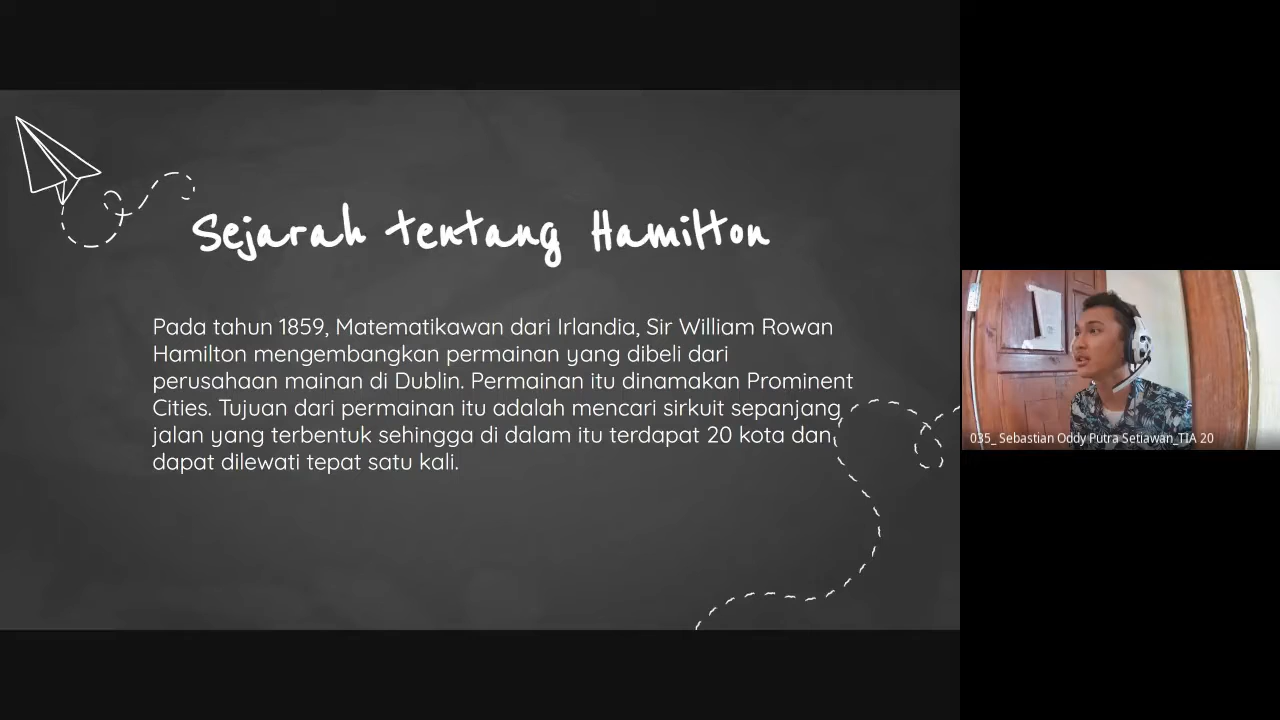 Sejarah tentang Hamilton
Pada tahun 1859, Matematikawan dari Irlandia, Sir William Rowan
Hamilton mengembangkan permainan yang dibeli dari
perusahaan mainan di Dublin. Permainan itu dinamakan Prominent
Cities. Tujuan dari permainan itu adalah mencari sirkuit sepanjang
jalan yang terbentuk sehingga di dalam itu terdapat 20 kota dan
dapat dilewati tepat satu kali.
035_ Sebastian Oddy Putra Setiawan_TIA 20